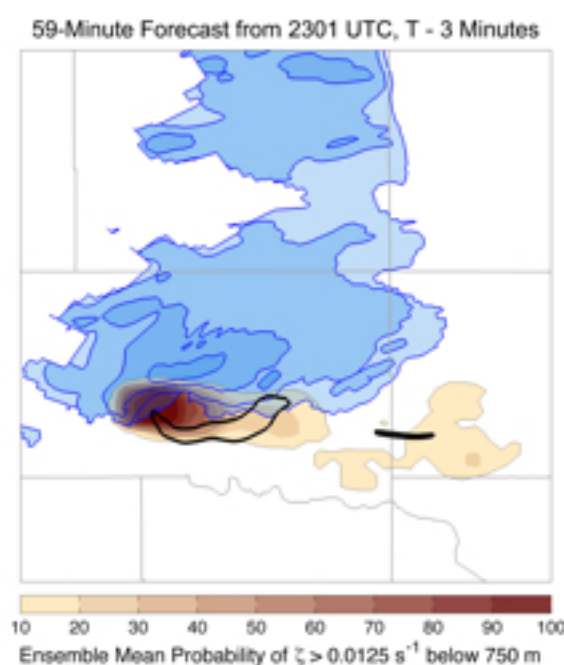 59-Minute Forecast from 2301 UTC, T - 3 Minutes
10 20 30 40 50 60 70 80 90 100
Ensemble Mean Probability of ζ > 0.0125 s⁻¹ below 750 m